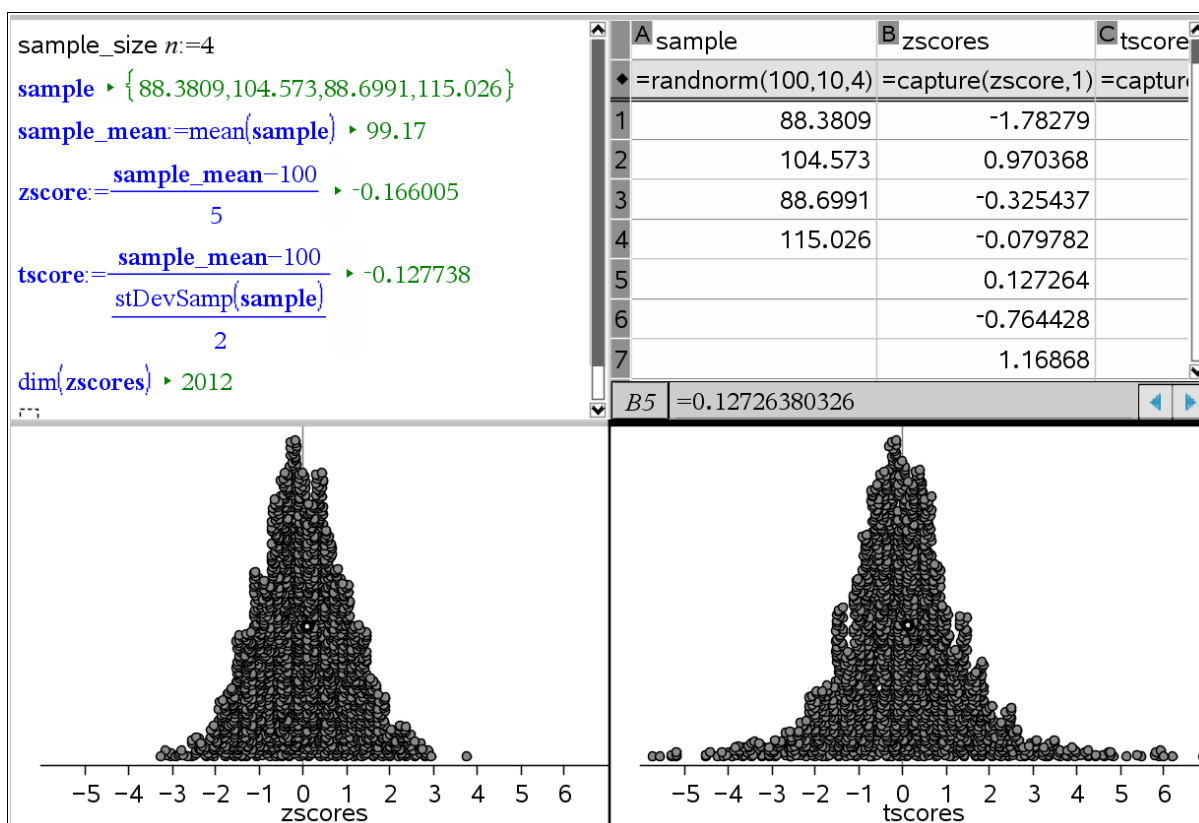 sample_size n:=4
sample ▸ {88.3809,104.573,88.6991,115.026}
sample_mean:=mean(sample) ▸ 99.17
zscore:=
sample_mean−100
5
▸ ⁻0.166005
tscore:=
sample_mean−100
stDevSamp(sample)
2
▸ ⁻0.127738
dim(zscores) ▸ 2012
A sample B zscores C tscore
◆ =randnorm(100,10,4) =capture(zscore,1) =capture
1 88.3809 ⁻1.78279
2 104.573 0.970368
3 88.6991 ⁻0.325437
4 115.026 ⁻0.079782
5 0.127264
6 ⁻0.764428
7 1.16868
B5 =0.12726380326
−5 −4 −3 −2 −1 0 1 2 3 4 5 6
zscores
−5 −4 −3 −2 −1 0 1 2 3 4 5 6
tscores